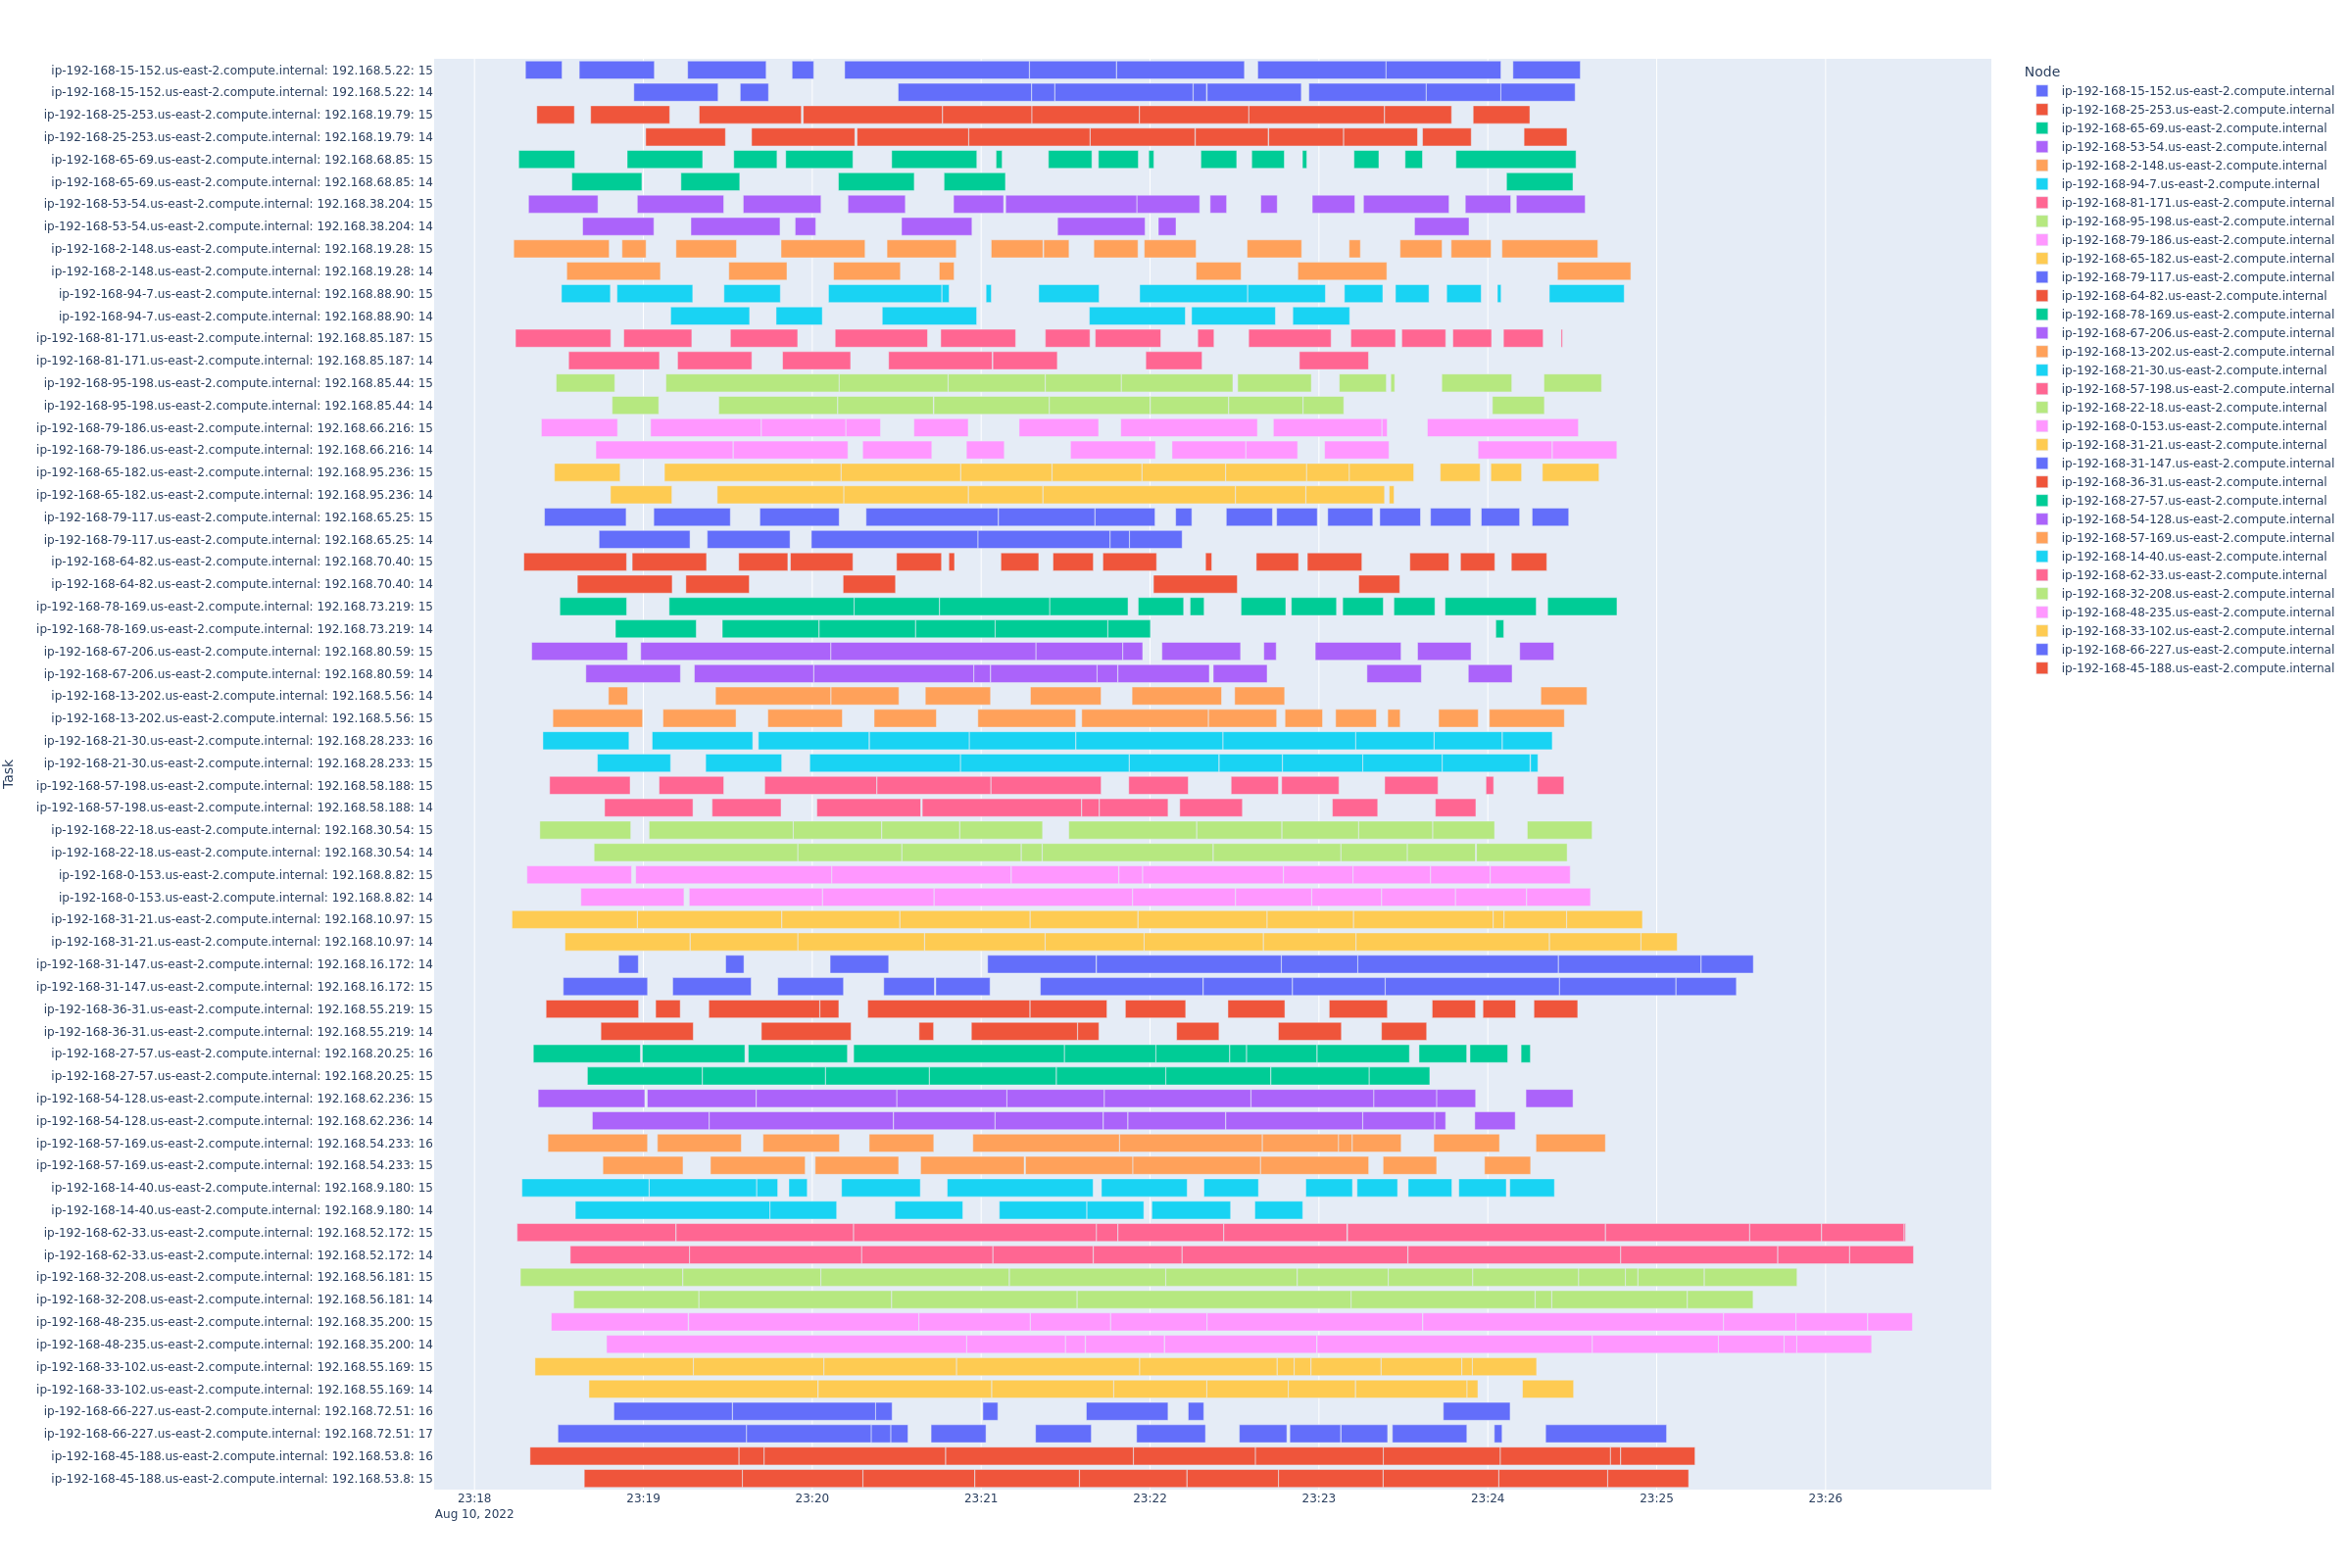 ip-192-168-15-152.us-east-2.compute.internal: 192.168.5.22: 15
ip-192-168-15-152.us-east-2.compute.internal: 192.168.5.22: 14
ip-192-168-25-253.us-east-2.compute.internal: 192.168.19.79: 15
ip-192-168-25-253.us-east-2.compute.internal: 192.168.19.79: 14
ip-192-168-65-69.us-east-2.compute.internal: 192.168.68.85: 15
ip-192-168-65-69.us-east-2.compute.internal: 192.168.68.85: 14
ip-192-168-53-54.us-east-2.compute.internal: 192.168.38.204: 15
ip-192-168-53-54.us-east-2.compute.internal: 192.168.38.204: 14
ip-192-168-2-148.us-east-2.compute.internal: 192.168.19.28: 15
ip-192-168-2-148.us-east-2.compute.internal: 192.168.19.28: 14
ip-192-168-94-7.us-east-2.compute.internal: 192.168.88.90: 15
ip-192-168-94-7.us-east-2.compute.internal: 192.168.88.90: 14
ip-192-168-81-171.us-east-2.compute.internal: 192.168.85.187: 15
ip-192-168-81-171.us-east-2.compute.internal: 192.168.85.187: 14
ip-192-168-95-198.us-east-2.compute.internal: 192.168.85.44: 15
ip-192-168-95-198.us-east-2.compute.internal: 192.168.85.44: 14
ip-192-168-79-186.us-east-2.compute.internal: 192.168.66.216: 15
ip-192-168-79-186.us-east-2.compute.internal: 192.168.66.216: 14
ip-192-168-65-182.us-east-2.compute.internal: 192.168.95.236: 15
ip-192-168-65-182.us-east-2.compute.internal: 192.168.95.236: 14
ip-192-168-79-117.us-east-2.compute.internal: 192.168.65.25: 15
ip-192-168-79-117.us-east-2.compute.internal: 192.168.65.25: 14
ip-192-168-64-82.us-east-2.compute.internal: 192.168.70.40: 15
ip-192-168-64-82.us-east-2.compute.internal: 192.168.70.40: 14
ip-192-168-78-169.us-east-2.compute.internal: 192.168.73.219: 15
ip-192-168-78-169.us-east-2.compute.internal: 192.168.73.219: 14
ip-192-168-67-206.us-east-2.compute.internal: 192.168.80.59: 15
ip-192-168-67-206.us-east-2.compute.internal: 192.168.80.59: 14
ip-192-168-13-202.us-east-2.compute.internal: 192.168.5.56: 14
ip-192-168-13-202.us-east-2.compute.internal: 192.168.5.56: 15
ip-192-168-21-30.us-east-2.compute.internal: 192.168.28.233: 16
ip-192-168-21-30.us-east-2.compute.internal: 192.168.28.233: 15
ip-192-168-57-198.us-east-2.compute.internal: 192.168.58.188: 15
ip-192-168-57-198.us-east-2.compute.internal: 192.168.58.188: 14
ip-192-168-22-18.us-east-2.compute.internal: 192.168.30.54: 15
ip-192-168-22-18.us-east-2.compute.internal: 192.168.30.54: 14
ip-192-168-0-153.us-east-2.compute.internal: 192.168.8.82: 15
ip-192-168-0-153.us-east-2.compute.internal: 192.168.8.82: 14
ip-192-168-31-21.us-east-2.compute.internal: 192.168.10.97: 15
ip-192-168-31-21.us-east-2.compute.internal: 192.168.10.97: 14
ip-192-168-31-147.us-east-2.compute.internal: 192.168.16.172: 14
ip-192-168-31-147.us-east-2.compute.internal: 192.168.16.172: 15
ip-192-168-36-31.us-east-2.compute.internal: 192.168.55.219: 15
ip-192-168-36-31.us-east-2.compute.internal: 192.168.55.219: 14
ip-192-168-27-57.us-east-2.compute.internal: 192.168.20.25: 16
ip-192-168-27-57.us-east-2.compute.internal: 192.168.20.25: 15
ip-192-168-54-128.us-east-2.compute.internal: 192.168.62.236: 15
ip-192-168-54-128.us-east-2.compute.internal: 192.168.62.236: 14
ip-192-168-57-169.us-east-2.compute.internal: 192.168.54.233: 16
ip-192-168-57-169.us-east-2.compute.internal: 192.168.54.233: 15
ip-192-168-14-40.us-east-2.compute.internal: 192.168.9.180: 15
ip-192-168-14-40.us-east-2.compute.internal: 192.168.9.180: 14
ip-192-168-62-33.us-east-2.compute.internal: 192.168.52.172: 15
ip-192-168-62-33.us-east-2.compute.internal: 192.168.52.172: 14
ip-192-168-32-208.us-east-2.compute.internal: 192.168.56.181: 15
ip-192-168-32-208.us-east-2.compute.internal: 192.168.56.181: 14
ip-192-168-48-235.us-east-2.compute.internal: 192.168.35.200: 15
ip-192-168-48-235.us-east-2.compute.internal: 192.168.35.200: 14
ip-192-168-33-102.us-east-2.compute.internal: 192.168.55.169: 15
ip-192-168-33-102.us-east-2.compute.internal: 192.168.55.169: 14
ip-192-168-66-227.us-east-2.compute.internal: 192.168.72.51: 16
ip-192-168-66-227.us-east-2.compute.internal: 192.168.72.51: 17
ip-192-168-45-188.us-east-2.compute.internal: 192.168.53.8: 16
ip-192-168-45-188.us-east-2.compute.internal: 192.168.53.8: 15
Task
23:18
Aug 10, 2022
23:19
23:20
23:21
23:22
23:23
23:24
23:25
23:26
Node
ip-192-168-15-152.us-east-2.compute.internal
ip-192-168-25-253.us-east-2.compute.internal
ip-192-168-65-69.us-east-2.compute.internal
ip-192-168-53-54.us-east-2.compute.internal
ip-192-168-2-148.us-east-2.compute.internal
ip-192-168-94-7.us-east-2.compute.internal
ip-192-168-81-171.us-east-2.compute.internal
ip-192-168-95-198.us-east-2.compute.internal
ip-192-168-79-186.us-east-2.compute.internal
ip-192-168-65-182.us-east-2.compute.internal
ip-192-168-79-117.us-east-2.compute.internal
ip-192-168-64-82.us-east-2.compute.internal
ip-192-168-78-169.us-east-2.compute.internal
ip-192-168-67-206.us-east-2.compute.internal
ip-192-168-13-202.us-east-2.compute.internal
ip-192-168-21-30.us-east-2.compute.internal
ip-192-168-57-198.us-east-2.compute.internal
ip-192-168-22-18.us-east-2.compute.internal
ip-192-168-0-153.us-east-2.compute.internal
ip-192-168-31-21.us-east-2.compute.internal
ip-192-168-31-147.us-east-2.compute.internal
ip-192-168-36-31.us-east-2.compute.internal
ip-192-168-27-57.us-east-2.compute.internal
ip-192-168-54-128.us-east-2.compute.internal
ip-192-168-57-169.us-east-2.compute.internal
ip-192-168-14-40.us-east-2.compute.internal
ip-192-168-62-33.us-east-2.compute.internal
ip-192-168-32-208.us-east-2.compute.internal
ip-192-168-48-235.us-east-2.compute.internal
ip-192-168-33-102.us-east-2.compute.internal
ip-192-168-66-227.us-east-2.compute.internal
ip-192-168-45-188.us-east-2.compute.internal